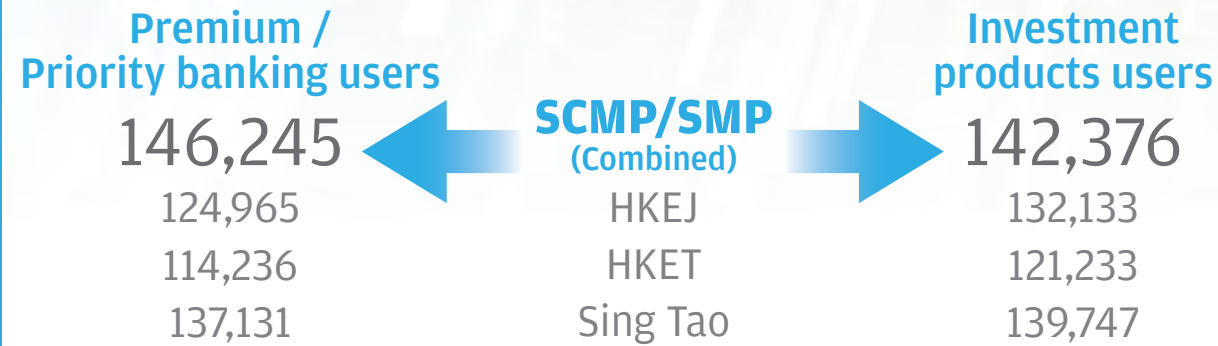 Premium /
Priority banking users
Investment
products users
146,245
SCMP/SMP
(Combined)
142,376
124,965
HKEJ
132,133
114,236
HKET
121,233
137,131
Sing Tao
139,747